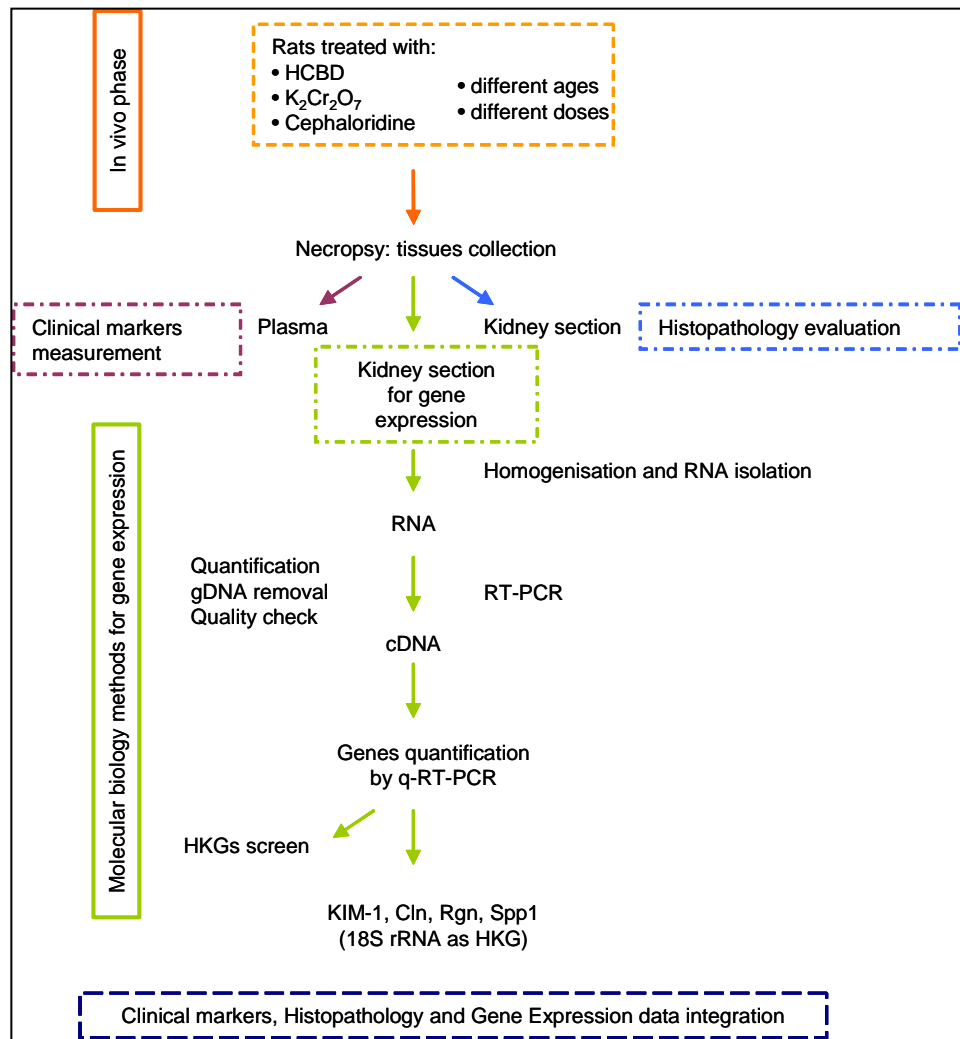 In vivo phase
Rats treated with:
• HCBD
• K₂Cr₂O₇
• Cephaloridine
• different ages
• different doses
Necropsy: tissues collection
Clinical markers
measurement
Plasma
Kidney section
Histopathology evaluation
Kidney section
for gene
expression
Molecular biology methods for gene expression
Homogenisation and RNA isolation
RNA
Quantification
gDNA removal
Quality check
RT-PCR
cDNA
Genes quantification
by q-RT-PCR
HKGs screen
KIM-1, Cln, Rgn, Spp1
(18S rRNA as HKG)
Clinical markers, Histopathology and Gene Expression data integration